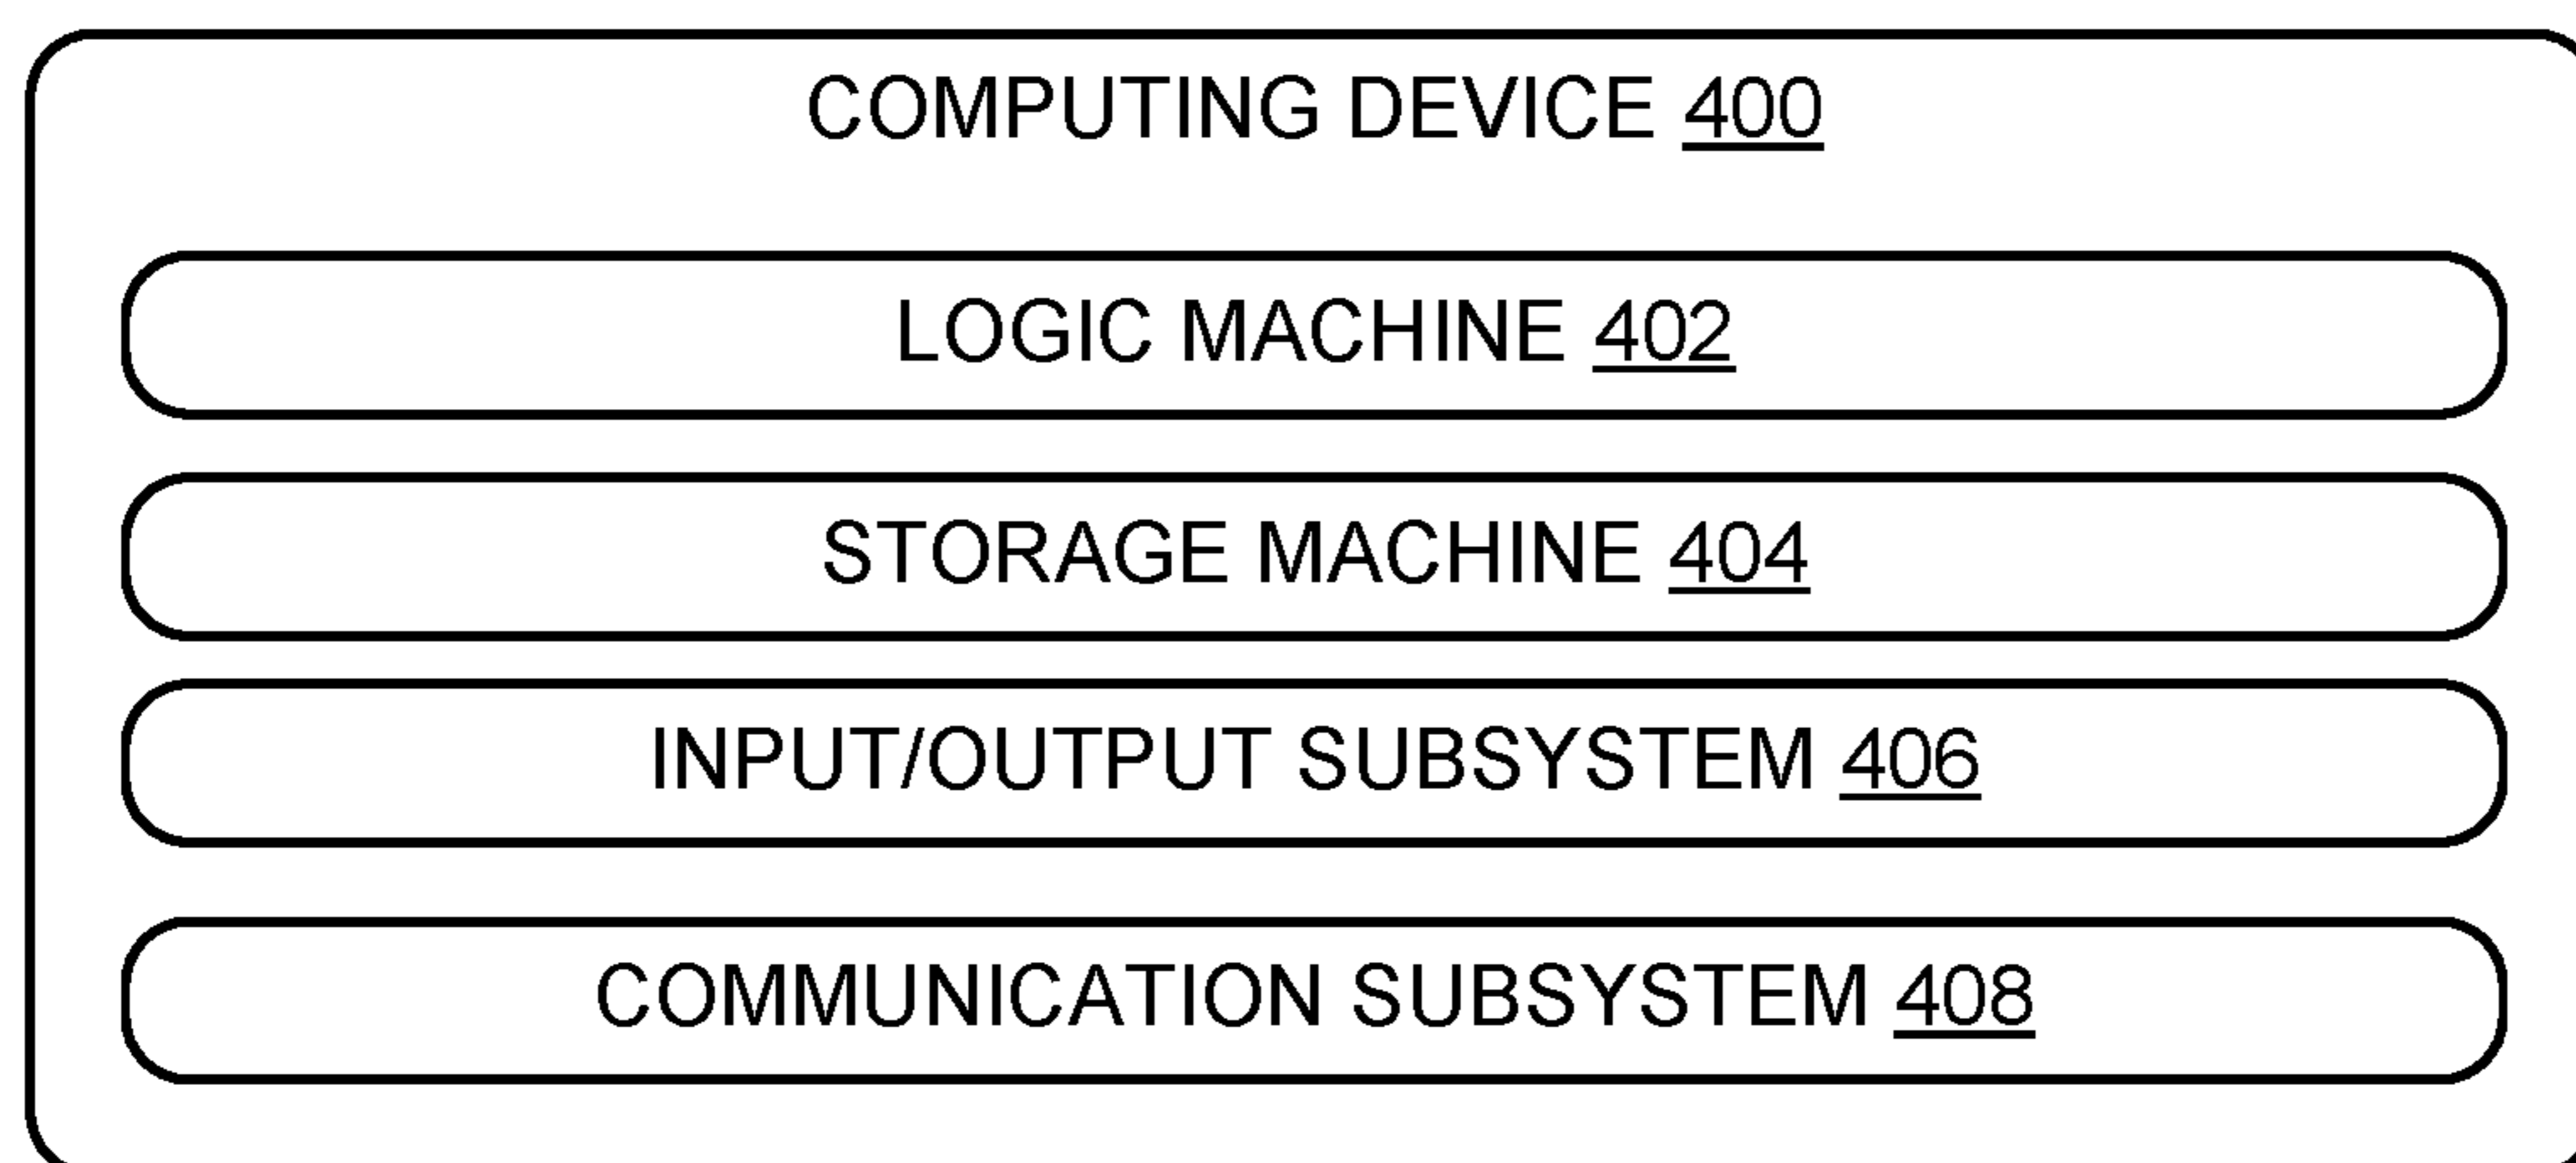 COMPUTING DEVICE 400
LOGIC MACHINE 402
STORAGE MACHINE 404
INPUT/OUTPUT SUBSYSTEM 406
COMMUNICATION SUBSYSTEM 408